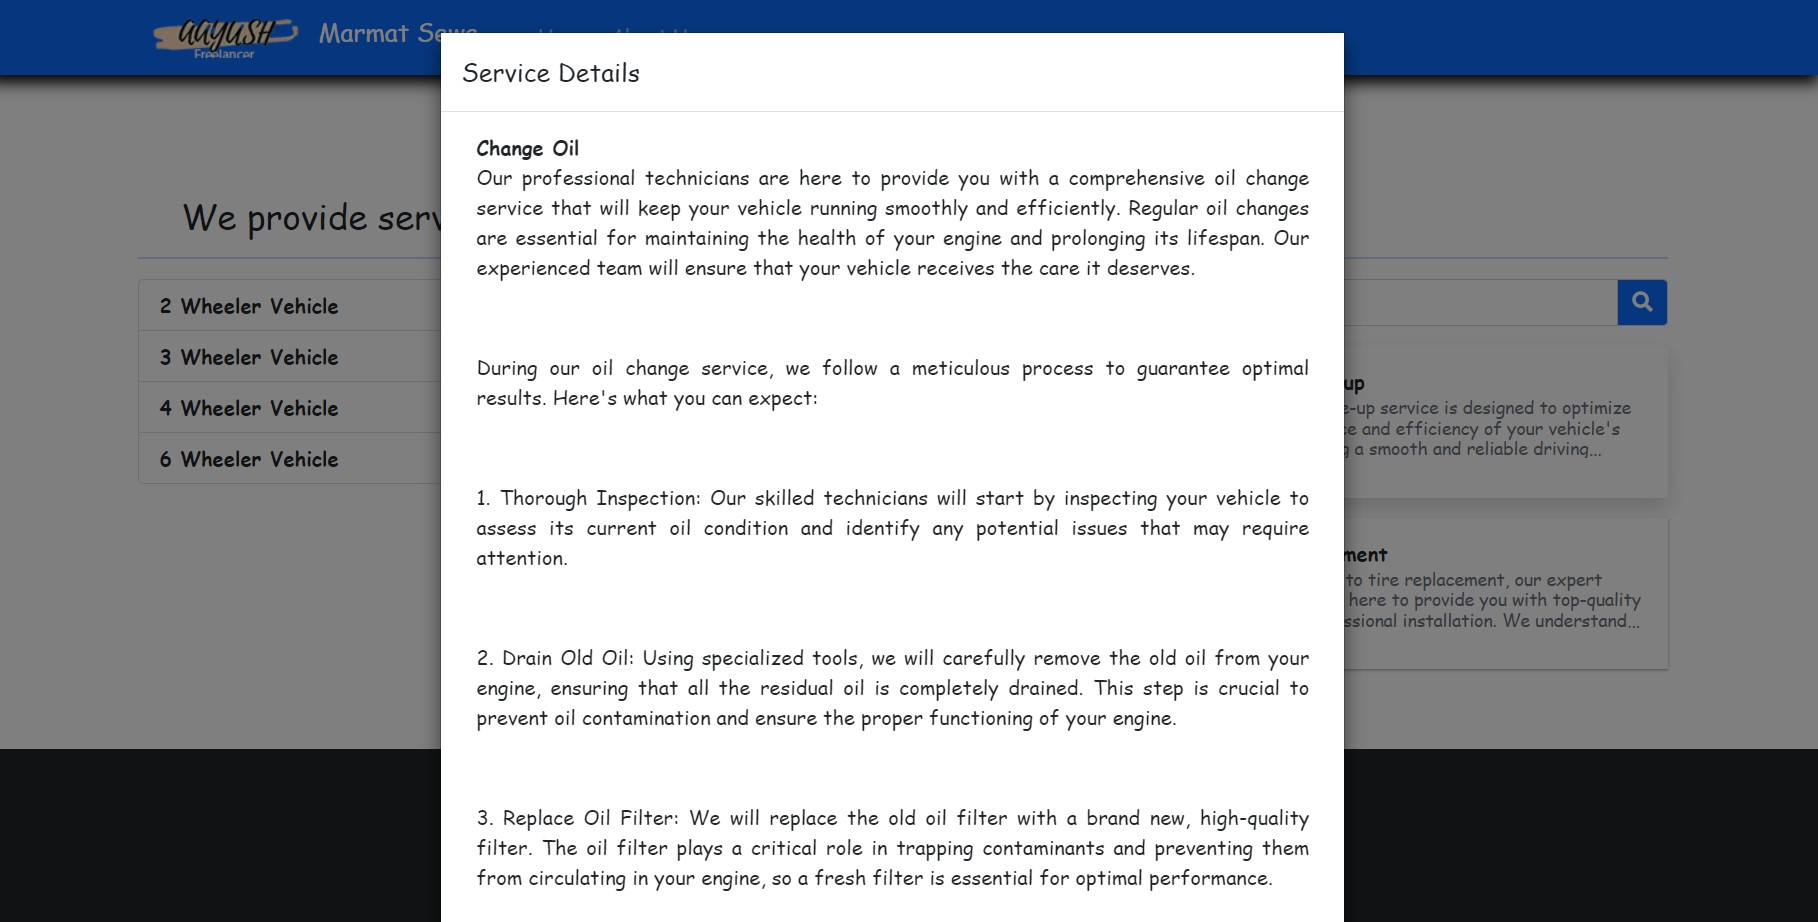 AAYUSH
Freelancer
Marmat Sewa
Service Details
Change Oil
Our professional technicians are here to provide you with a comprehensive oil change
service that will keep your vehicle running smoothly and efficiently. Regular oil changes
are essential for maintaining the health of your engine and prolonging its lifespan. Our
experienced team will ensure that your vehicle receives the care it deserves.
During our oil change service, we follow a meticulous process to guarantee optimal
results. Here's what you can expect:
1. Thorough Inspection: Our skilled technicians will start by inspecting your vehicle to
assess its current oil condition and identify any potential issues that may require
attention.
2. Drain Old Oil: Using specialized tools, we will carefully remove the old oil from your
engine, ensuring that all the residual oil is completely drained. This step is crucial to
prevent oil contamination and ensure the proper functioning of your engine.
3. Replace Oil Filter: We will replace the old oil filter with a brand new, high-quality
filter. The oil filter plays a critical role in trapping contaminants and preventing them
from circulating in your engine, so a fresh filter is essential for optimal performance.
We provide serv
2 Wheeler Vehicle
3 Wheeler Vehicle
4 Wheeler Vehicle
6 Wheeler Vehicle
up
e-up service is designed to optimize
ce and efficiency of your vehicle's
g a smooth and reliable driving...
ment
to tire replacement, our expert
here to provide you with top-quality
ssional installation. We understand...